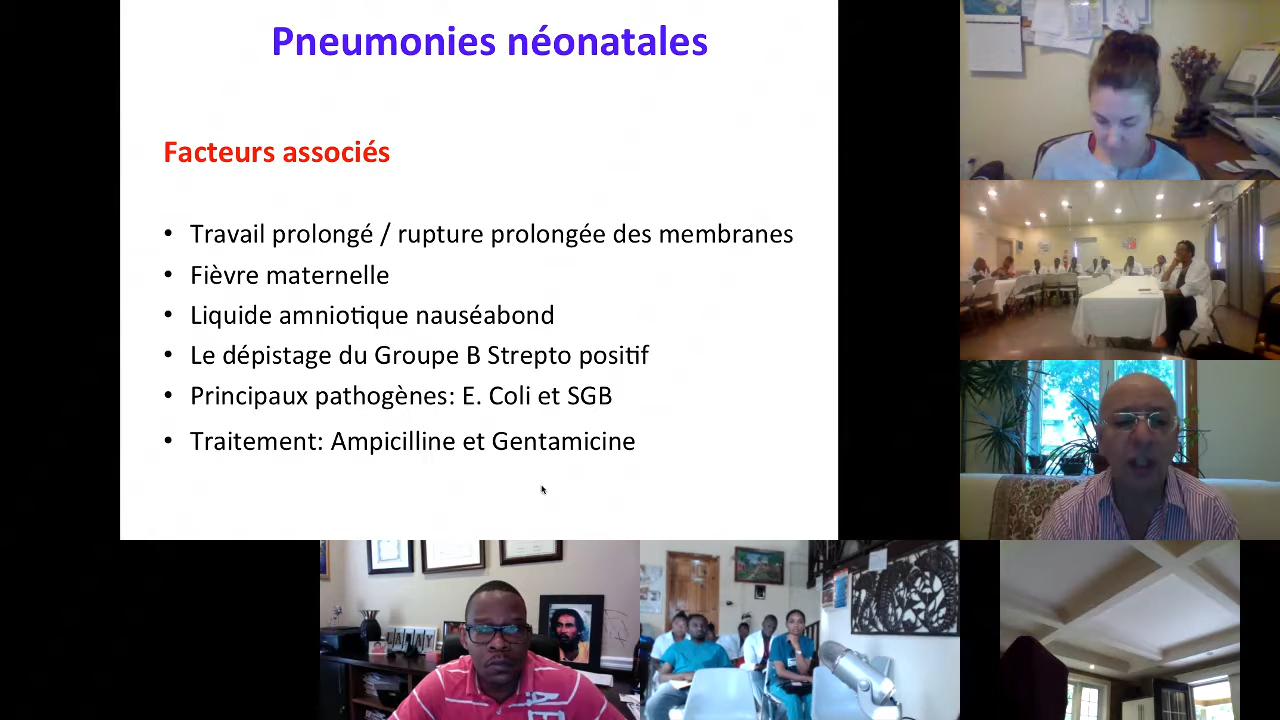 Pneumonies néonatales
Facteurs associés
• Travail prolongé / rupture prolongée des membranes
• Fièvre maternelle
• Liquide amniotique nauséabond
• Le dépistage du Groupe B Strepto positif
• Principaux pathogènes: E. Coli et SGB
• Traitement: Ampicilline et Gentamicine